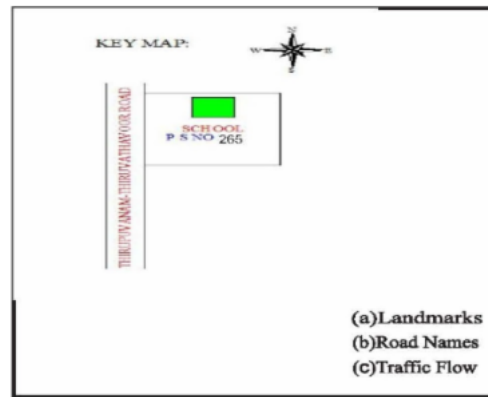 KEY MAP:
N
W E
S
SCHOOL
P S NO 265
THIRUPUVANAM-THIRUVATHAVOOR ROAD
(a)Landmarks
(b)Road Names
(c)Traffic Flow